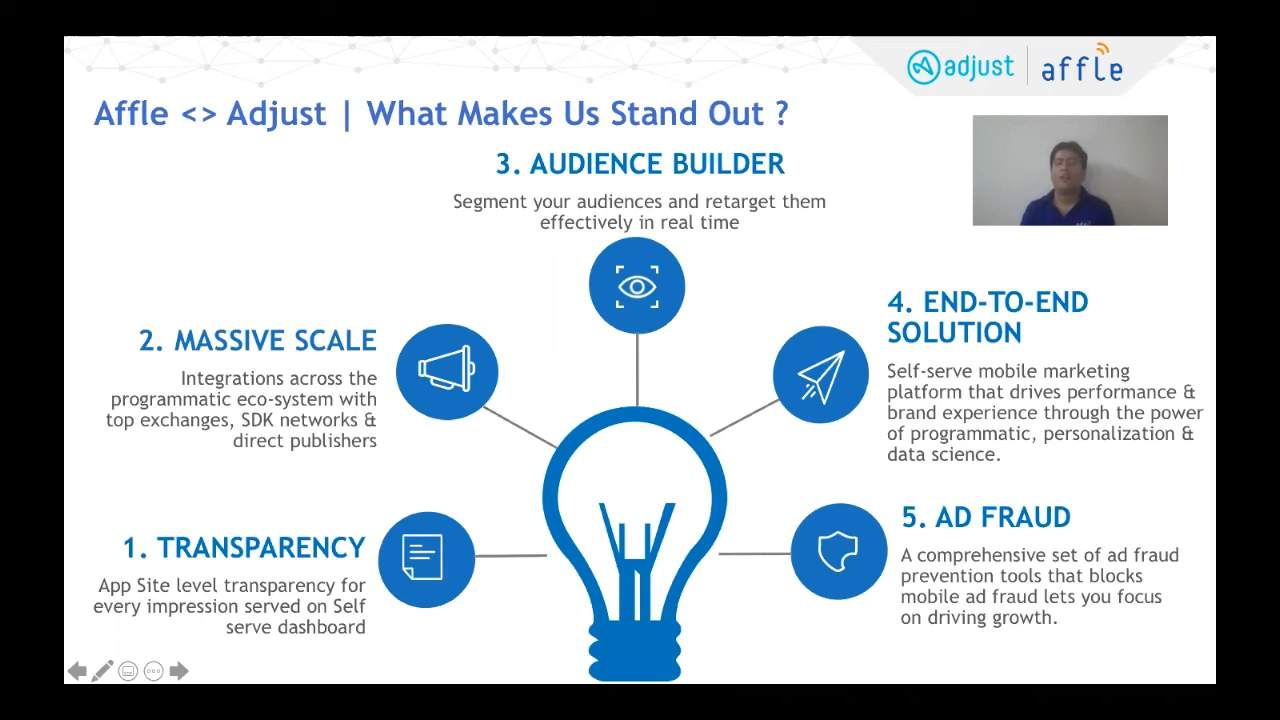 adjust
affle
Affle <> Adjust | What Makes Us Stand Out ?
3. AUDIENCE BUILDER
Segment your audiences and retarget them
effectively in real time
2. MASSIVE SCALE
Integrations across the
programmatic eco-system with
top exchanges, SDK networks &
direct publishers
4. END-TO-END
SOLUTION
Self-serve mobile marketing
platform that drives performance &
brand experience through the power
of programmatic, personalization &
data science.
1. TRANSPARENCY
App Site level transparency for
every impression served on Self
serve dashboard
5. AD FRAUD
A comprehensive set of ad fraud
prevention tools that blocks
mobile ad fraud lets you focus
on driving growth.